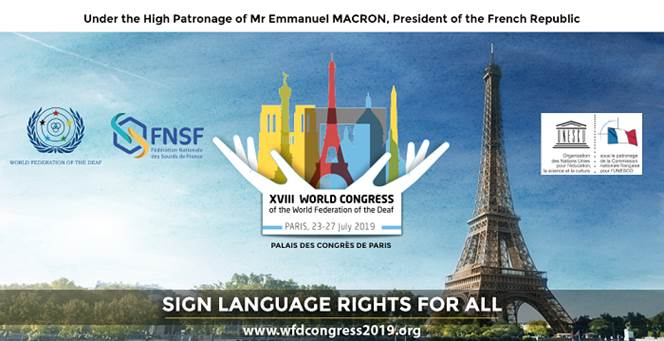 Under the High Patronage of Mr Emmanuel MACRON, President of the French Republic
WORLD FEDERATION OF THE DEAF
FNSF
Fédération Nationale
des Sourds de France
XVIII WORLD CONGRESS
of the World Federation of the Deaf
PARIS, 23-27 July 2019
PALAIS DES CONGRÈS DE PARIS
UNESCO
Organisation
des Nations Unies
pour l'éducation,
la science et la culture
sous le patronage
de la Commission
nationale française
pour l'UNESCO
SIGN LANGUAGE RIGHTS FOR ALL
www.wfdcongress2019.org